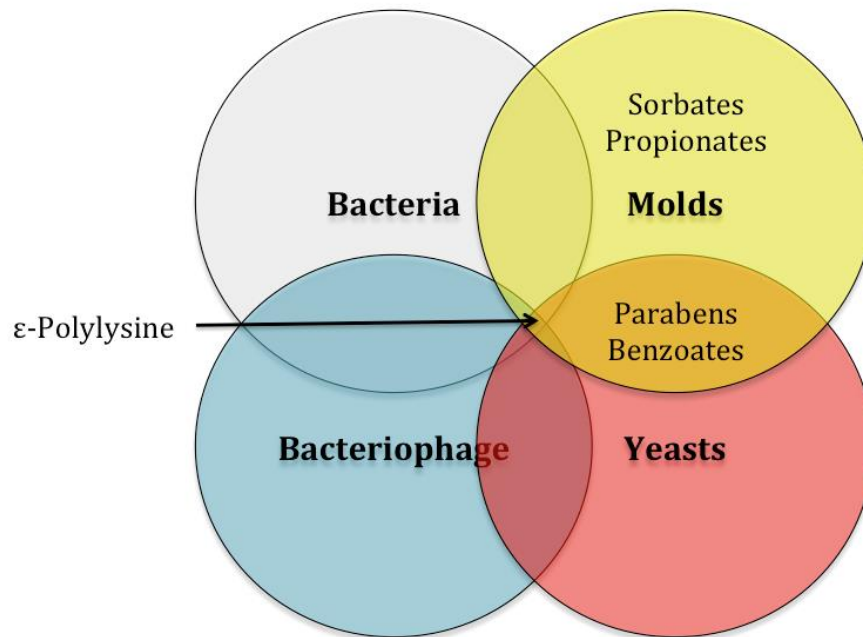 Sorbates
Propionates
Bacteria
Molds
ε-Polylysine
Parabens
Benzoates
Bacteriophage
Yeasts